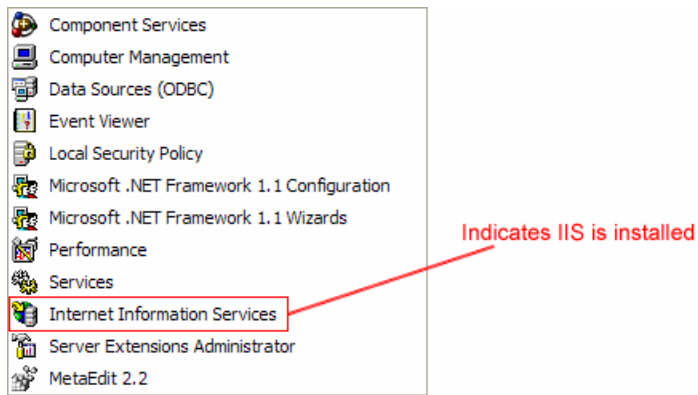 Component Services
Computer Management
Data Sources (ODBC)
Event Viewer
Local Security Policy
Microsoft .NET Framework 1.1 Configuration
Microsoft .NET Framework 1.1 Wizards
Performance
Services
Internet Information Services
Server Extensions Administrator
MetaEdit 2.2
Indicates IIS is installed